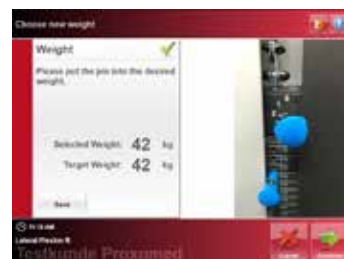 Choose new weight
Weight
Please put the pin into the desired
weight.
Selected Weight: 42 kg
Target Weight: 42 kg
Save
Lateral Flexion R
Testkunde Proxomed